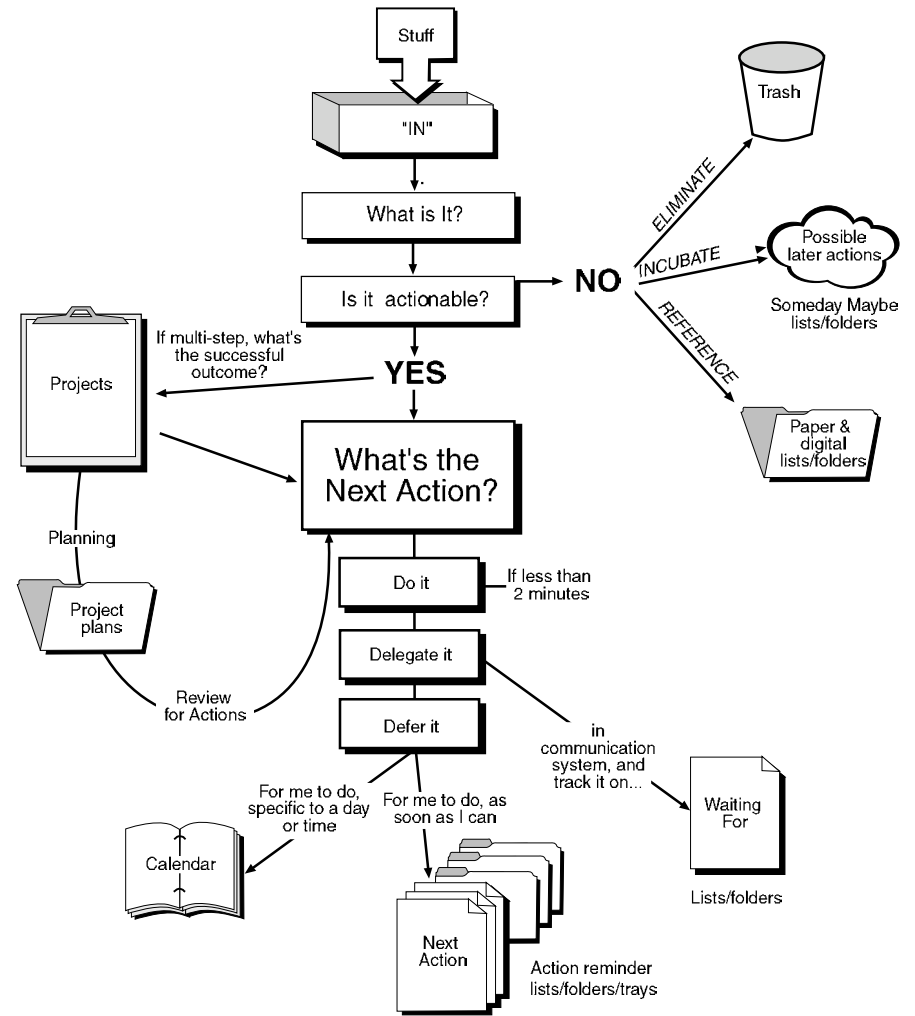 Stuff
"IN"
Trash
What is It?
ELIMINATE
Possible
later actions
INCUBATE
NO
Is it actionable?
Someday Maybe
lists/folders
REFERENCE
If multi-step, what's
the successful
outcome?
YES
Projects
Paper &
digital
lists/folders
What's the
Next Action?
Planning
Do it
If less than
2 minutes
Project
plans
Delegate it
Review
for Actions
Defer it
in
communication
system, and
track it on...
For me to do,
specific to a day
or time
For me to do, as
soon as I can
Waiting
For
Calendar
Lists/folders
Next
Action
Action reminder
lists/folders/trays